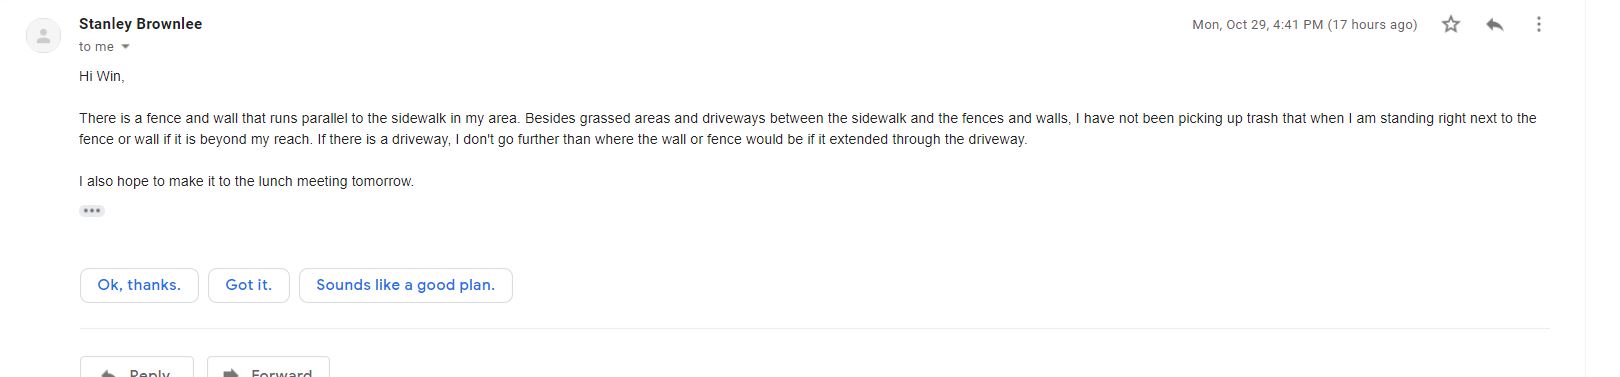 Stanley Brownlee
Mon, Oct 29, 4:41 PM (17 hours ago)
to me
Hi Win,
There is a fence and wall that runs parallel to the sidewalk in my area. Besides grassed areas and driveways between the sidewalk and the fences and walls, I have not been picking up trash that when I am standing right next to the
fence or wall if it is beyond my reach. If there is a driveway, I don't go further than where the wall or fence would be if it extended through the driveway.
I also hope to make it to the lunch meeting tomorrow.
Ok, thanks.
Got it.
Sounds like a good plan.
Reply
Forward